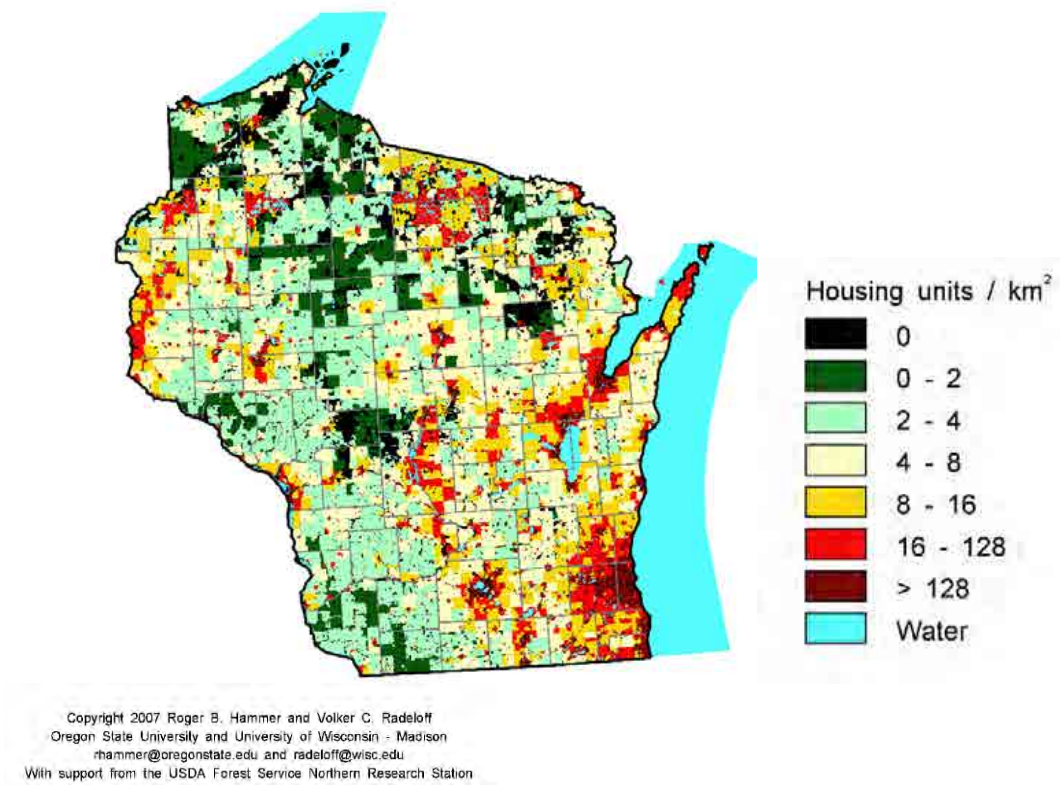 Housing units / km²
0
0 - 2
2 - 4
4 - 8
8 - 16
16 - 128
> 128
Water
Copyright 2007 Roger B. Hammer and Volker C. Radeloff
Oregon State University and University of Wisconsin - Madison
rhammer@oregonstate.edu and radeloff@wisc.edu
With support from the USDA Forest Service Northern Research Station